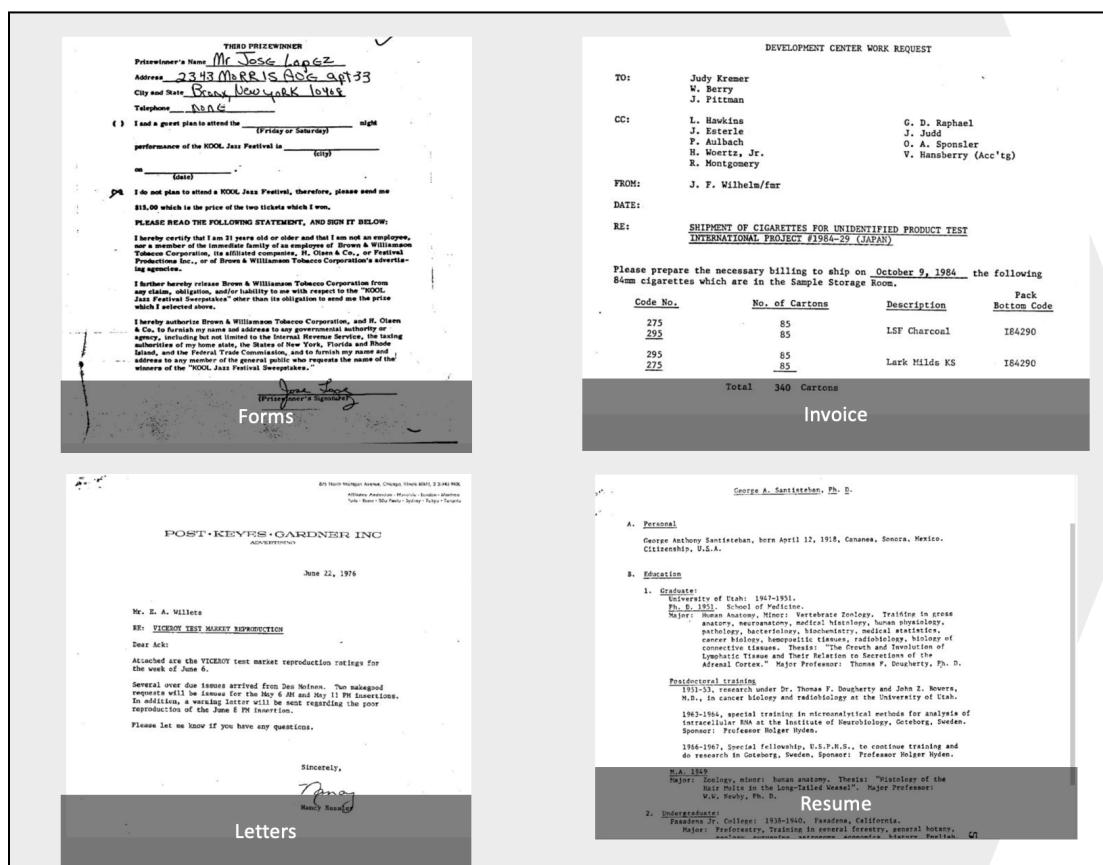 THIRD PRIZEWINNER
Prizewinner's Name Mr Jose Lopez
Address 2343 MORRIS apt 33
City and State Bronx, New York 10468
Telephone NONE
( ) I and a guest plan to attend the night
(Friday or Saturday)
performance of the KOOL Jazz Festival in
(city)
on .
(date)
I do not plan to attend a KOOL Jazz Festival, therefore, please send me
$15.00 which is the price of the two tickets which I won.
PLEASE READ THE FOLLOWING STATEMENT, AND SIGN IT BELOW:
I hereby certify that I am 21 years old or older and that I am not an employee,
nor a member of the immediate family of an employee of Brown & Williamson
Tobacco Corporation, its affiliated companies, H. Olsen & Co., or Festival
Productions Inc., or of Brown & Williamson Tobacco Corporation's advertis-
ing agencies.
I further hereby release Brown & Williamson Tobacco Corporation from
any claim, obligation, and/or liability to me with respect to the "KOOL
Jazz Festival Sweepstakes" other than its obligation to send me the prize
which I selected above.
I hereby authorize Brown & Williamson Tobacco Corporation, and H. Olsen
& Co. to furnish my name and address to any governmental authority or
agency, including but not limited to the Internal Revenue Service, the taxing
authorities of my home state, the States of New York, Florida and Rhode
Island, and the Federal Trade Commission, and to furnish my name and
address to any member of the general public who requests the name of the
winners of the "KOOL Jazz Festival Sweepstakes."
(Prizewinner's Signature)
Forms
DEVELOPMENT CENTER WORK REQUEST
TO: Judy Kremer
W. Berry
J. Pittman
CC: L. Hawkins G. D. Raphael
J. Esterle J. Judd
P. Aulbach O. A. Sponsler
H. Woertz, Jr. V. Hansberry (Acc'tg)
R. Montgomery
FROM: J. F. Wilhelm/fmr
DATE:
RE: SHIPMENT OF CIGARETTES FOR UNIDENTIFIED PRODUCT TEST
INTERNATIONAL PROJECT #1984-29 (JAPAN)
Please prepare the necessary billing to ship on October 9, 1984 the following
84mm cigarettes which are in the Sample Storage Room.
Pack
Code No. No. of Cartons Description Bottom Code
275 85
295 85 LSF Charcoal I84290
295 85
275 85 Lark Milds KS I84290
Total 340 Cartons
Invoice
875 North Michigan Avenue, Chicago, Illinois
POST·KEYES·GARDNER INC
ADVERTISING
June 22, 1976
Mr. E. A. Willets
RE: VICEROY TEST MARKET REPRODUCTION
Dear Ack:
Attached are the VICEROY test market reproduction ratings for
the week of June 6.
Several over due issues arrived from Des Moines. Two makegood
requests will be issues for the May 6 AM and May 11 PM insertions.
In addition, a warning letter will be sent regarding the poor
reproduction of the June 8 PM insertion.
Please let me know if you have any questions.
Sincerely,
Nancy
Nancy
Letters
George A. Santisteban, Ph. D.
A. Personal
George Anthony Santisteban, born April 12, 1918, Cananea, Sonora, Mexico.
Citizenship, U.S.A.
B. Education
1. Graduate:
University of Utah: 1947-1951.
Ph. D. 1951. School of Medicine.
Major: Human Anatomy, Minor: Vertebrate Zoology. Training in gross
anatomy, neuroanatomy, medical histology, human physiology,
pathology, bacteriology, biochemistry, medical statistics,
cancer biology, hemopoeitic tissues, radiobiology, biology of
connective tissues. Thesis: "The Growth and Involution of
Lymphatic Tissue and Their Relation to Secretions of the
Adrenal Cortex." Major Professor: Thomas F. Dougherty, Ph. D.
Postdoctoral training
1951-53, research under Dr. Thomas F. Dougherty and John Z. Bowers,
M.D., in cancer biology and radiobiology at the University of Utah.
1963-1964, special training in microanalytical methods for analysis of
intracellular RNA at the Institute of Neurobiology, Goteborg, Sweden.
Sponsor: Professor Holger Hyden.
1966-1967, Special fellowship, U.S.P.H.S., to continue training and
do research in Goteborg, Sweden, Sponsor: Professor Holger Hyden.
M.A. 1949
Major: Zoology, minor: human anatomy. Thesis: "Histology of the
Hair Molts in the Long-Tailed Weasel". Major Professor:
W.W. Newby, Ph. D.
Resume
2. Undergraduate:
Pasadena Jr. College: 1938-1940. Pasadena, California.
Major: Preforestry, Training in general forestry, general botany,